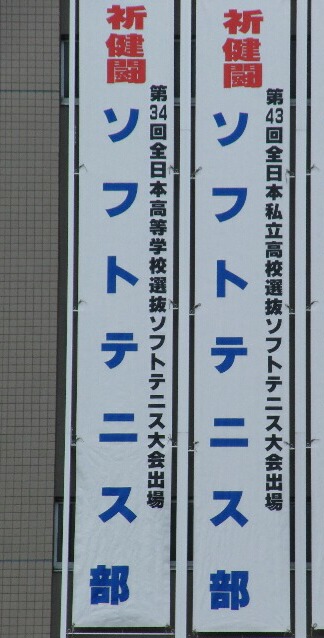 祈健闘
第43回全日本私立高校選抜ソフトテニス大会出場
ソフトテニス部
祈健闘
第34回全日本高等学校選抜ソフトテニス大会出場
ソフトテニス部